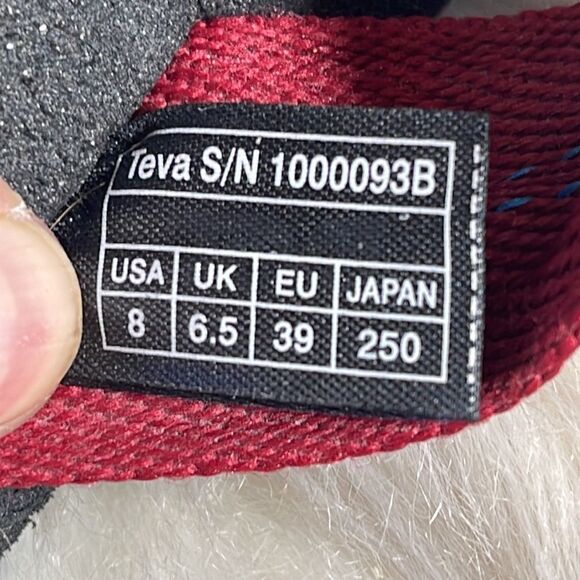 Teva S/N 1000093B
USA UK EU JAPAN
8 6.5 39 250